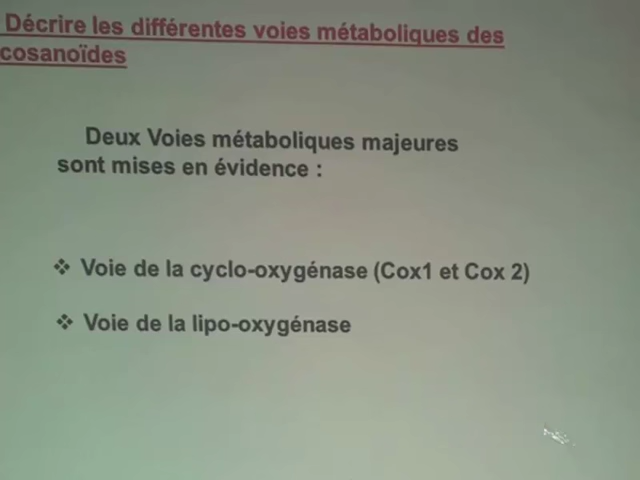 Décrire les différentes voies métaboliques des
cosanoïdes
Deux Voies métaboliques majeures
sont mises en évidence :
❖ Voie de la cyclo-oxygénase (Cox1 et Cox 2)
❖ Voie de la lipo-oxygénase